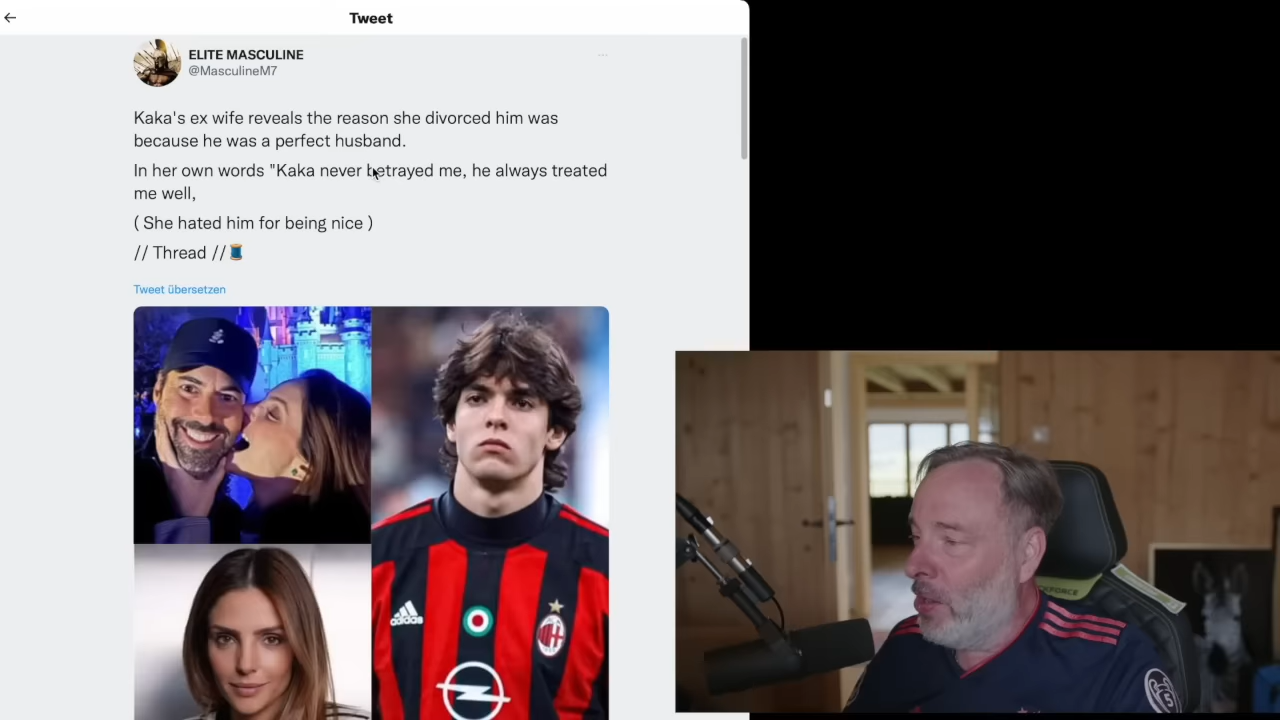 Tweet
ELITE MASCULINE
@MasculineM7
Kaka's ex wife reveals the reason she divorced him was
because he was a perfect husband.
In her own words "Kaka never betrayed me, he always treated
me well,
( She hated him for being nice )
// Thread //
Tweet übersetzen
adidas